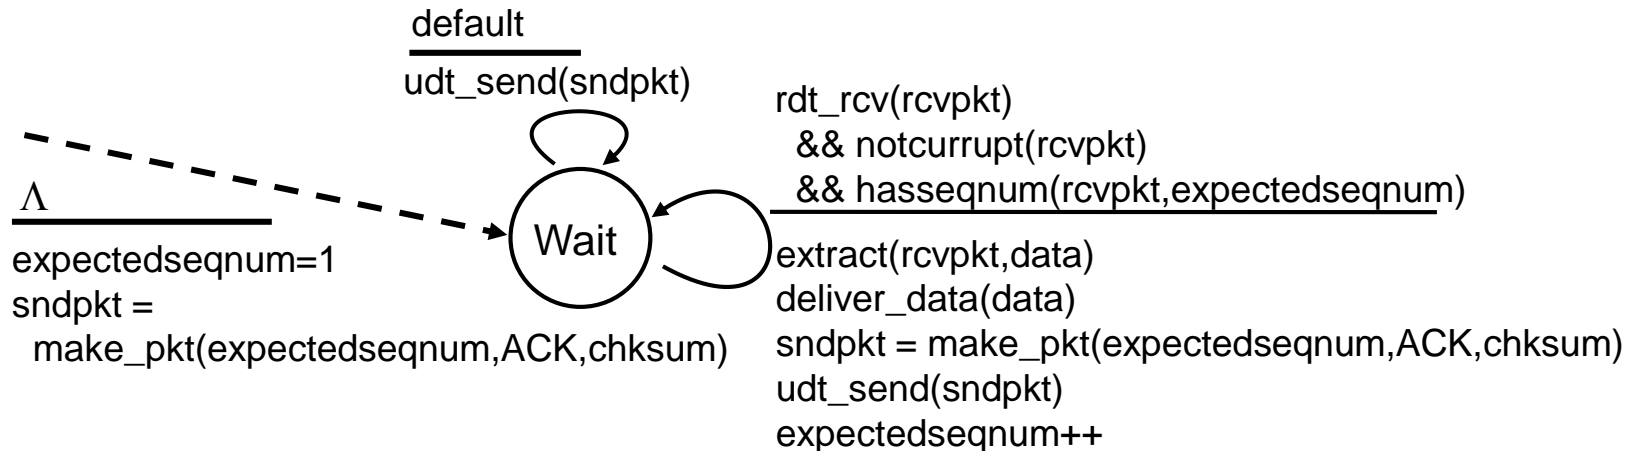 default
udt_send(sndpkt)
rdt_rcv(rcvpkt)
&& notcurrupt(rcvpkt)
&& hasseqnum(rcvpkt,expectedseqnum)
Λ
Wait
expectedseqnum=1
sndpkt =
make_pkt(expectedseqnum,ACK,chksum)
extract(rcvpkt,data)
deliver_data(data)
sndpkt = make_pkt(expectedseqnum,ACK,chksum)
udt_send(sndpkt)
expectedseqnum++